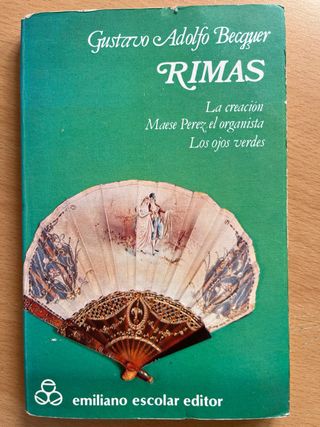 Gustavo Adolfo Becquer
RIMAS
La creación
Maese Perez el organista
Los ojos verdes
emiliano escolar editor